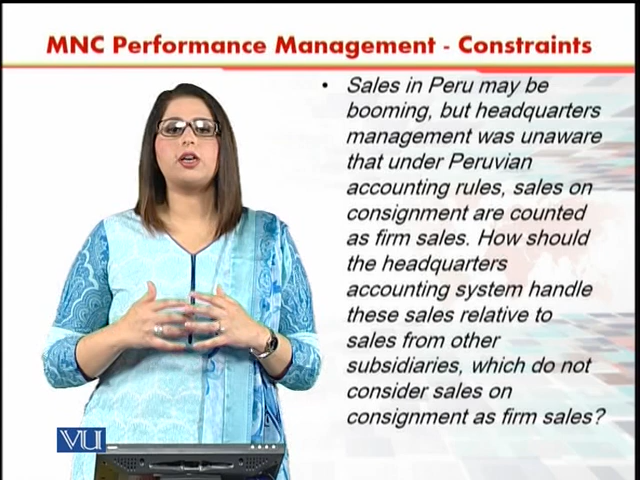 MNC Performance Management - Constraints
• Sales in Peru may be
booming, but headquarters
management was unaware
that under Peruvian
accounting rules, sales on
consignment are counted
as firm sales. How should
the headquarters
accounting system handle
these sales relative to
sales from other
subsidiaries, which do not
consider sales on
consignment as firm sales?
VU